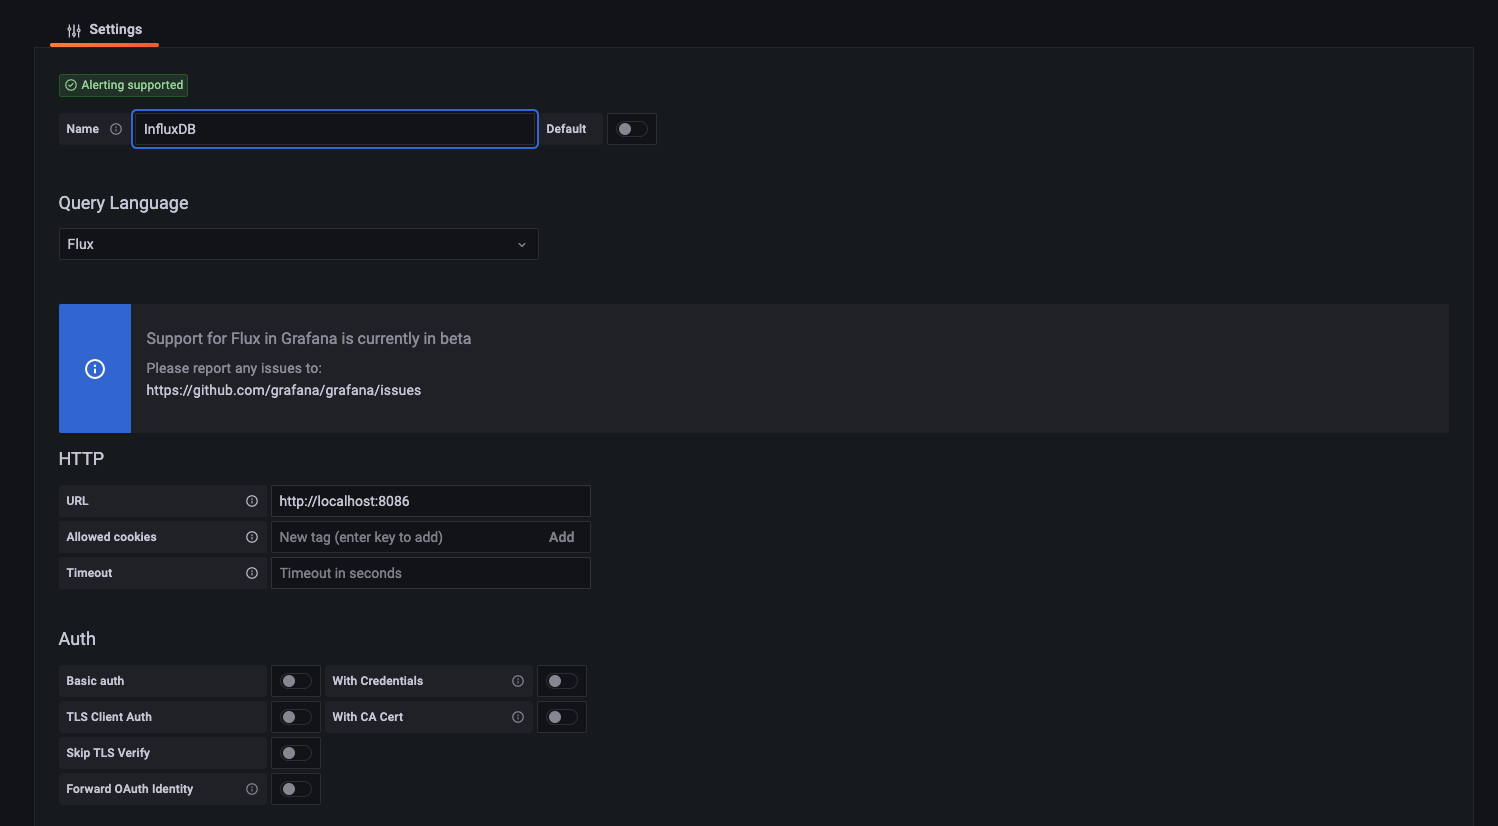 Settings
Alerting supported
Name InfluxDB Default
Query Language
Flux
Support for Flux in Grafana is currently in beta
Please report any issues to:
https://github.com/grafana/grafana/issues
HTTP
URL http://localhost:8086
Allowed cookies New tag (enter key to add) Add
Timeout Timeout in seconds
Auth
Basic auth With Credentials
TLS Client Auth With CA Cert
Skip TLS Verify
Forward OAuth Identity